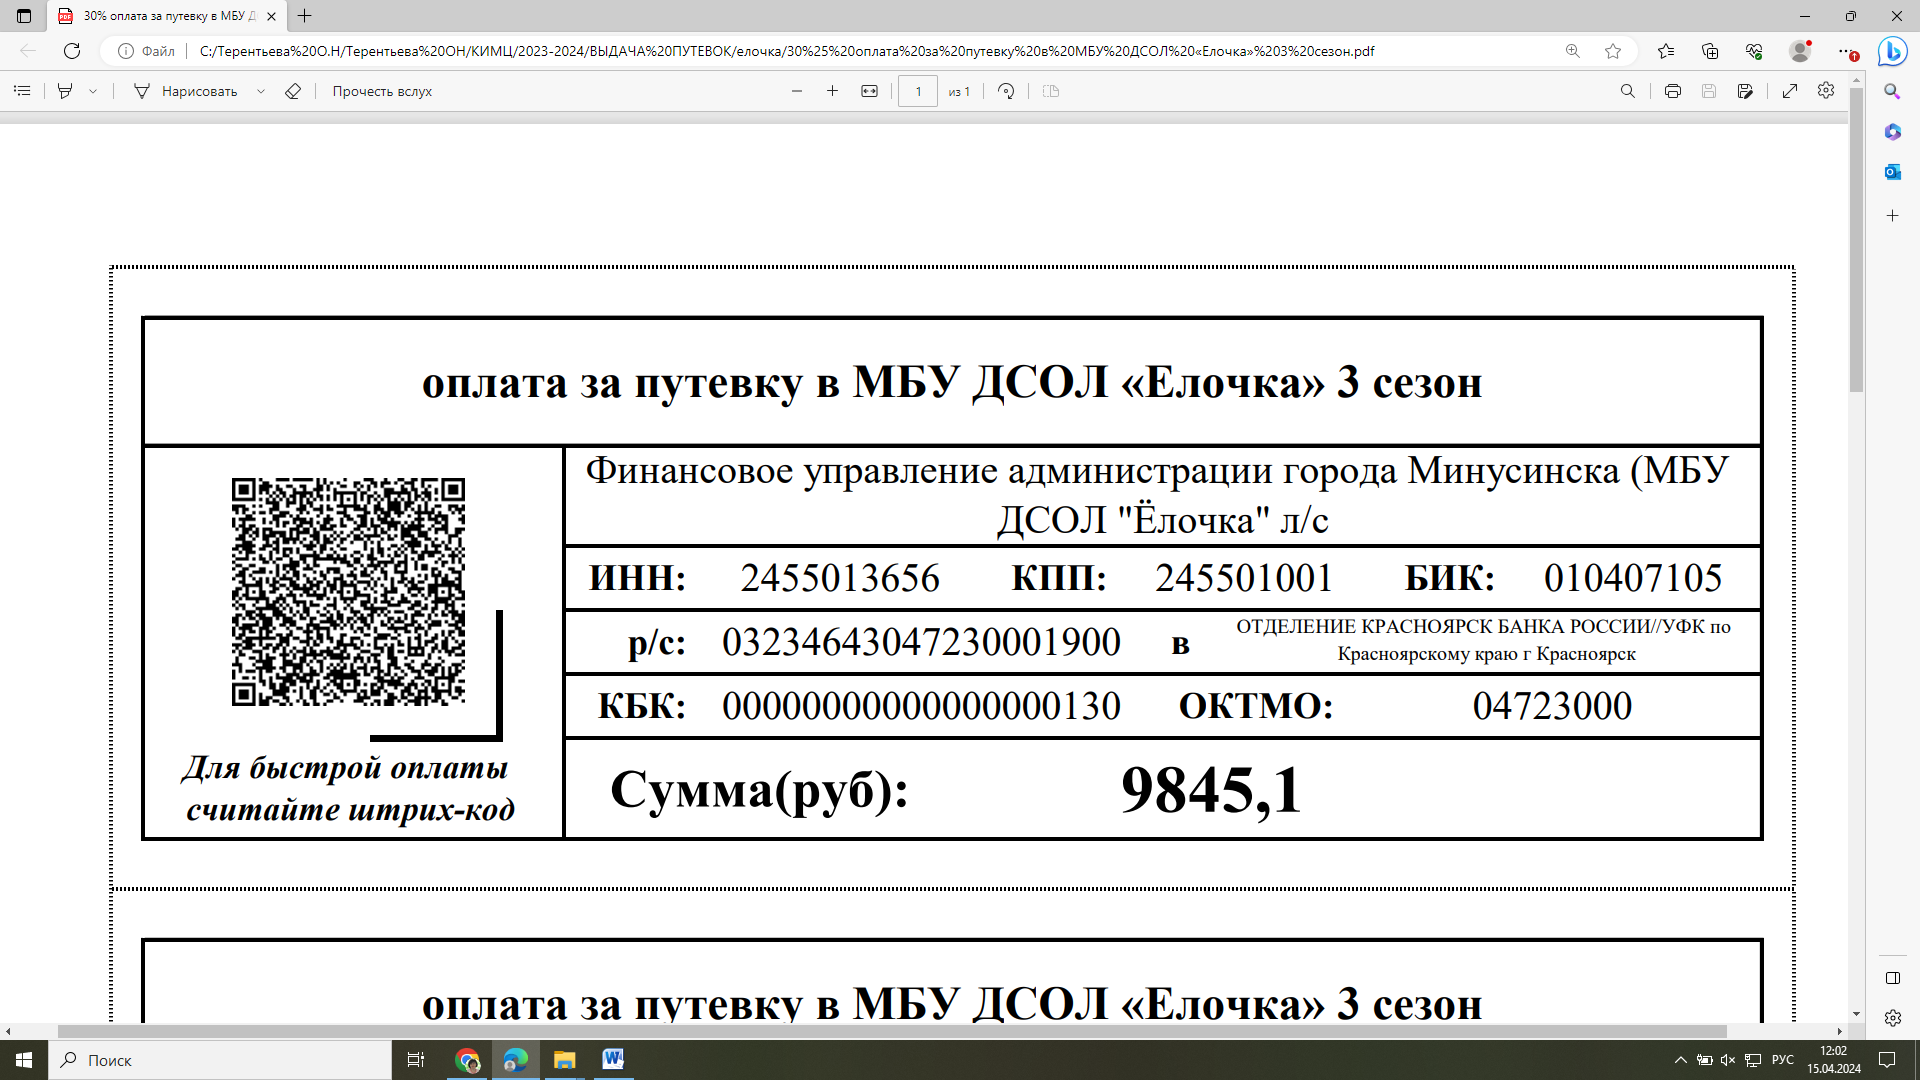 30% оплата за путевку в МБУ Д
Файл
C:/Терентьева%20О.Н/Терентьева%20ОН/КИМЦ/2023-2024/ВЫДАЧА%20ПУТЕВОК/елочка/30%25%20оплата%20за%20путевку%20в%20МБУ%20ДСОЛ%20«Елочка»%203%20сезон.pdf
Нарисовать
Прочесть вслух
1
из 1
оплата за путевку в МБУ ДСОЛ «Елочка» 3 сезон
Финансовое управление администрации города Минусинска (МБУ
ДСОЛ "Ёлочка" л/с
ИНН: 2455013656 КПП: 245501001 БИК: 010407105
р/с: 03234643047230001900 в ОТДЕЛЕНИЕ КРАСНОЯРСК БАНКА РОССИИ//УФК по
Красноярскому краю г Красноярск
КБК: 00000000000000000130 ОКТМО: 04723000
Сумма(руб): 9845,1
Для быстрой оплаты
считайте штрих-код
оплата за путевку в МБУ ДСОЛ «Елочка» 3 сезон
Поиск
РУС
12:02
15.04.2024